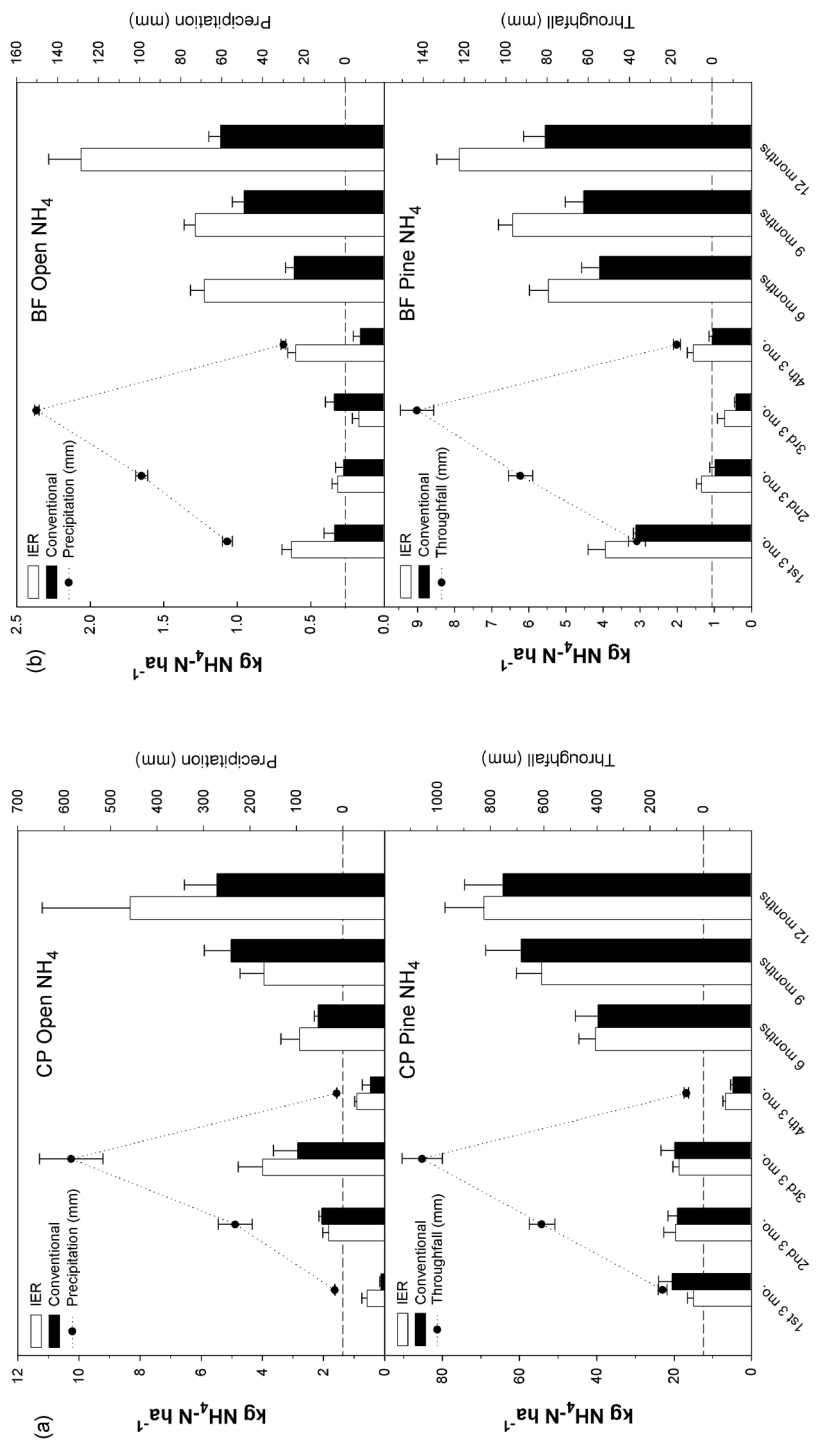 (a)
CP Open NH4
IER
Conventional
Precipitation (mm)
kg NH4-N ha-1
12
10
8
6
4
2
0
Precipitation (mm)
700
600
500
400
300
200
100
0
CP Pine NH4
IER
Conventional
Throughfall (mm)
kg NH4-N ha-1
80
60
40
20
0
Throughfall (mm)
1000
800
600
400
200
0
1st 3 mo.
2nd 3 mo.
3rd 3 mo.
4th 3 mo.
6 months
9 months
12 months
(b)
BF Open NH4
IER
Conventional
Precipitation (mm)
kg NH4-N ha-1
2.5
2.0
1.5
1.0
0.5
0.0
Precipitation (mm)
160
140
120
100
80
60
40
20
0
BF Pine NH4
IER
Conventional
Throughfall (mm)
kg NH4-N ha-1
9
8
7
6
5
4
3
2
1
0
Throughfall (mm)
140
120
100
80
60
40
20
0
1st 3 mo.
2nd 3 mo.
3rd 3 mo.
4th 3 mo.
6 months
9 months
12 months